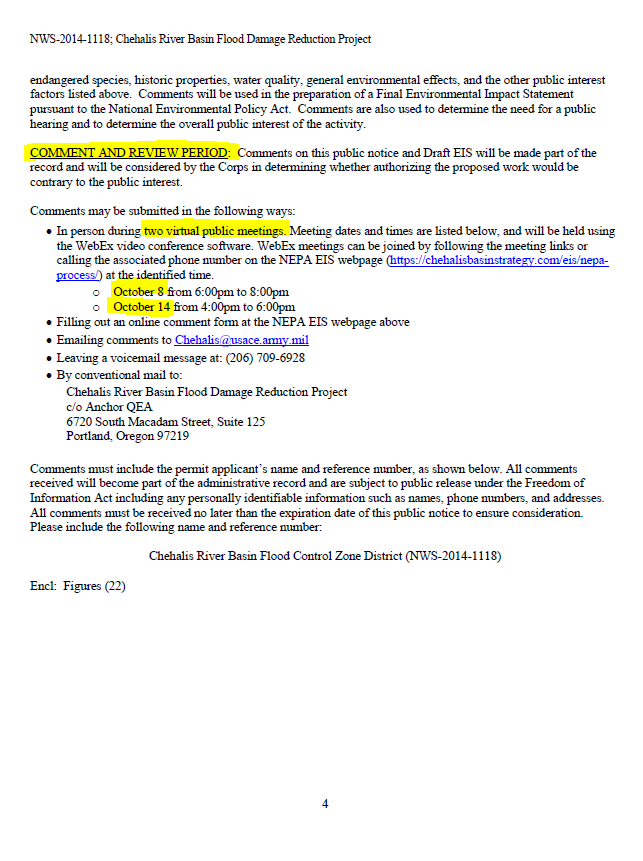 NWS-2014-1118; Chehalis River Basin Flood Damage Reduction Project
endangered species, historic properties, water quality, general environmental effects, and the other public interest
factors listed above.  Comments will be used in the preparation of a Final Environmental Impact Statement
pursuant to the National Environmental Policy Act.  Comments are also used to determine the need for a public
hearing and to determine the overall public interest of the activity.
COMMENT AND REVIEW PERIOD:  Comments on this public notice and Draft EIS will be made part of the
record and will be considered by the Corps in determining whether authorizing the proposed work would be
contrary to the public interest.
Comments may be submitted in the following ways:
• In person during two virtual public meetings. Meeting dates and times are listed below, and will be held using
the WebEx video conference software. WebEx meetings can be joined by following the meeting links or
calling the associated phone number on the NEPA EIS webpage (https://chehalisbasinstrategy.com/eis/nepa-
process/) at the identified time.
o October 8 from 6:00pm to 8:00pm
o October 14 from 4:00pm to 6:00pm
• Filling out an online comment form at the NEPA EIS webpage above
• Emailing comments to Chehalis@usace.army.mil
• Leaving a voicemail message at: (206) 709-6928
• By conventional mail to:
Chehalis River Basin Flood Damage Reduction Project
c/o Anchor QEA
6720 South Macadam Street, Suite 125
Portland, Oregon 97219
Comments must include the permit applicant's name and reference number, as shown below. All comments
received will become part of the administrative record and are subject to public release under the Freedom of
Information Act including any personally identifiable information such as names, phone numbers, and addresses.
All comments must be received no later than the expiration date of this public notice to ensure consideration.
Please include the following name and reference number:
Chehalis River Basin Flood Control Zone District (NWS-2014-1118)
Encl:  Figures (22)
4